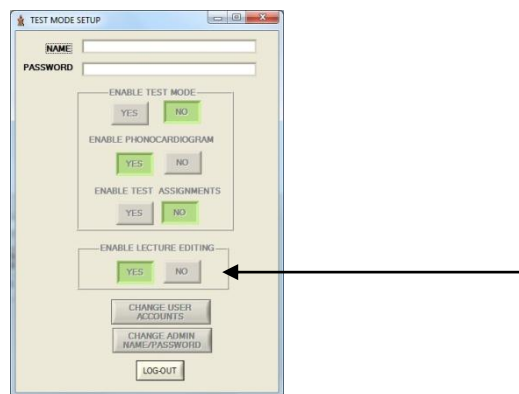 TEST MODE SETUP
NAME
PASSWORD
ENABLE TEST MODE
YES NO
ENABLE PHONOCARDIOGRAM
YES NO
ENABLE TEST ASSIGNMENTS
YES NO
ENABLE LECTURE EDITING
YES NO
CHANGE USER
ACCOUNTS
CHANGE ADMIN
NAME/PASSWORD
LOG-OUT